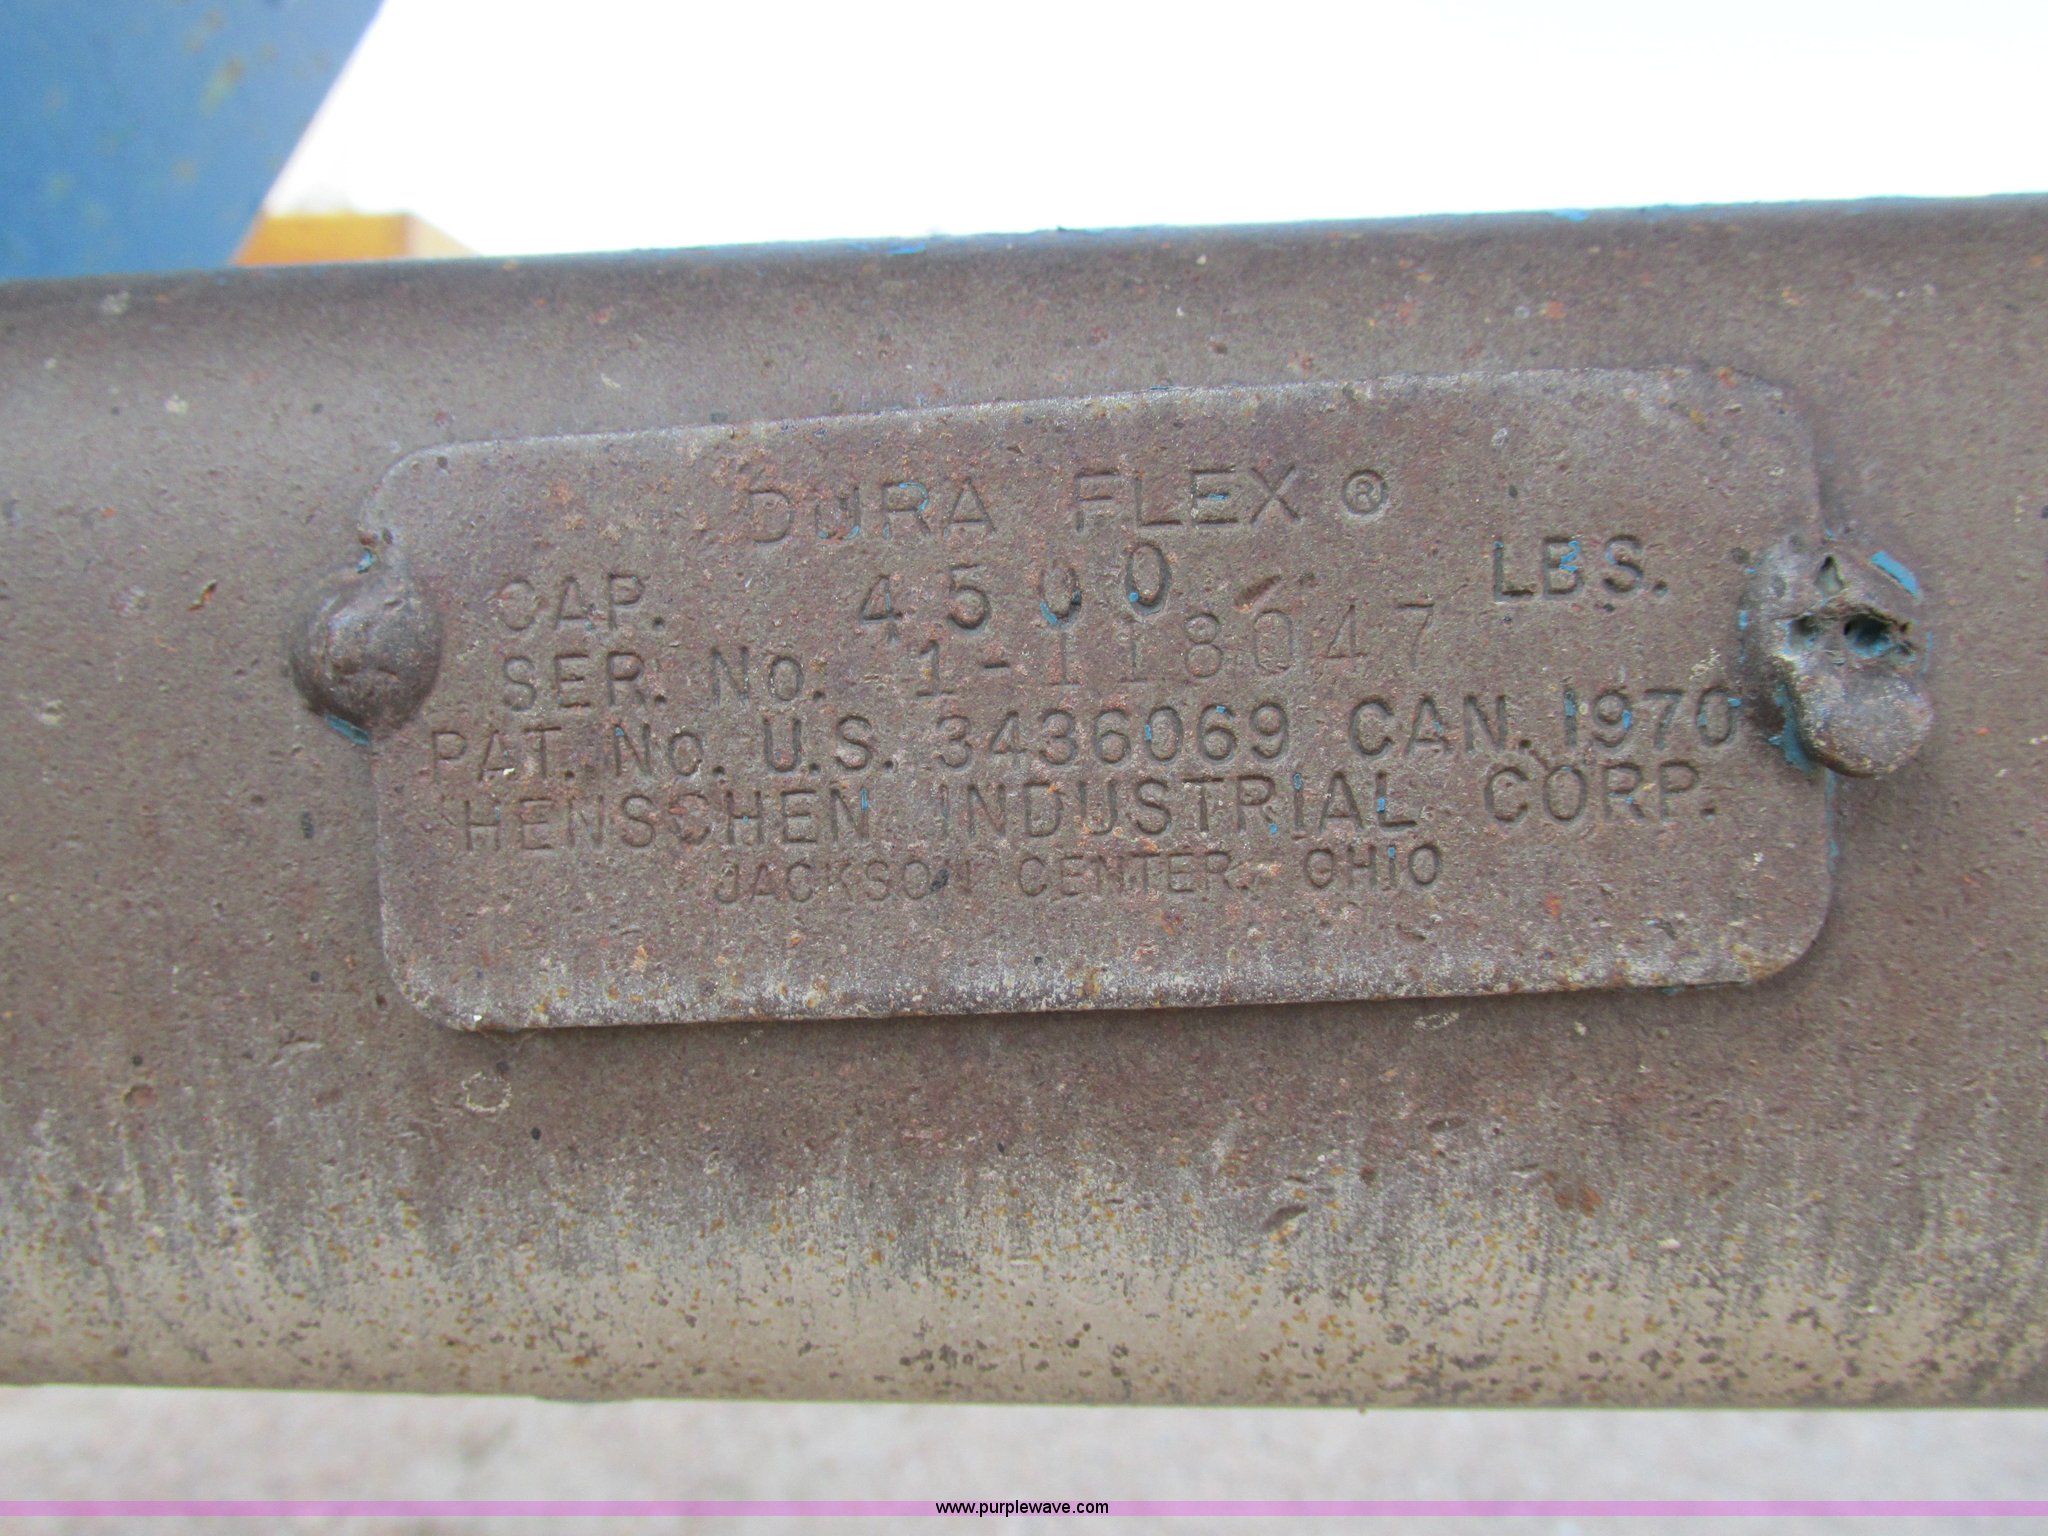 DURA FLEX ®
CAP. 4500 LBS.
SER. No. 1-118047
PAT. No. U.S. 3436069 CAN. 1970
HENSCHEN INDUSTRIAL CORP.
JACKSON CENTER, OHIO
www.purplewave.com